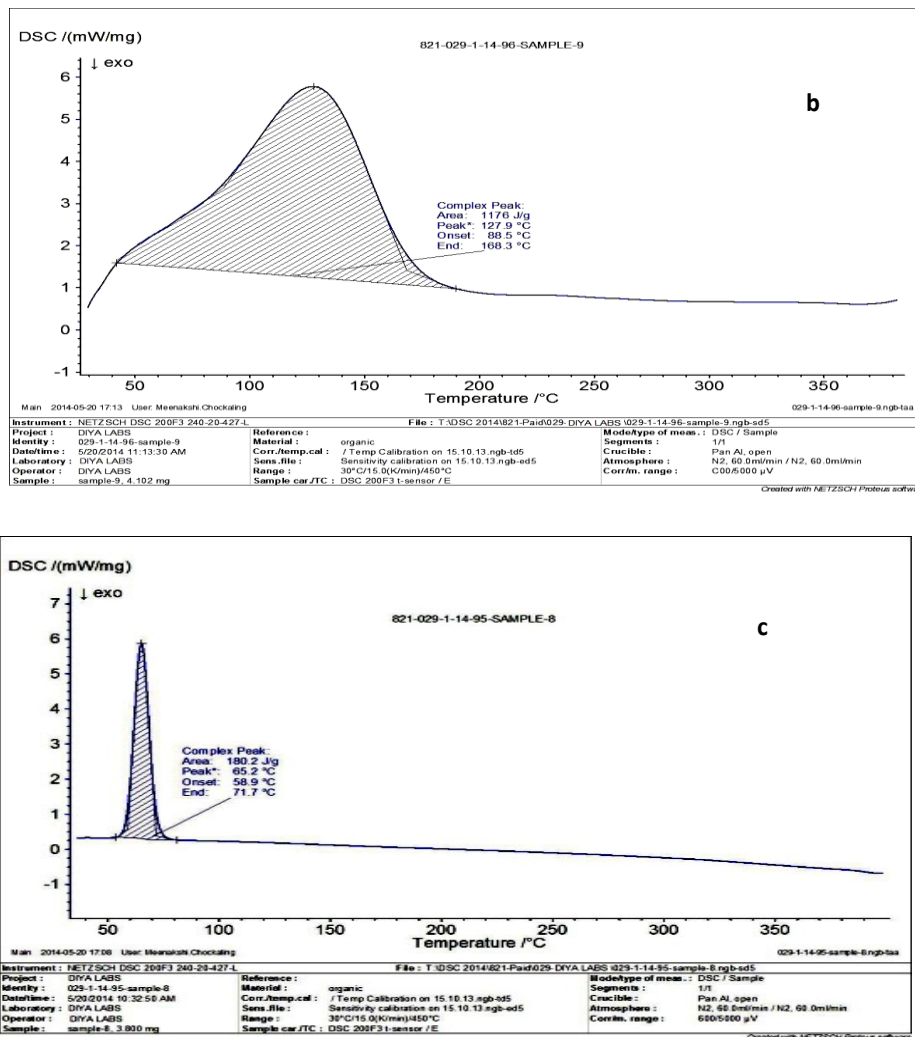 DSC /(mW/mg)
821-029-1-14-96-SAMPLE-9
↓ exo
b
6
5
4
3
2
1
0
-1
Complex Peak:
Area: 1176 J/g
Peak*: 127.9 °C
Onset: 88.5 °C
End: 168.3 °C
50 100 150 200 250 300 350
Temperature /°C
Main 2014-05-20 17:13 User: Meenakshi.Chockaling 029-1-14-96-sample-9.ngb-taa
Instrument : NETZSCH DSC 200F3 240-20-427-L File : T:\DSC 2014\821-Paid\029-DIYA LABS \029-1-14-96-sample-9.ngb-sd5
Project : DIYA LABS Reference : Mode/type of meas. : DSC / Sample
Identity : 029-1-14-96-sample-9 Material : organic Segments : 1/1
Date/time : 5/20/2014 11:13:30 AM Corr./temp.cal : / Temp Calibration on 15.10.13.ngb-td5 Crucible : Pan Al, open
Laboratory : DIYA LABS Sens.file : Sensitivity calibration on 15.10.13.ngb-ed5 Atmosphere : N2, 60.0ml/min / N2, 60.0ml/min
Operator : DIYA LABS Range : 30°C/15.0(K/min)/450°C Corr/m. range : C00/5000 µV
Sample : sample-9, 4.102 mg Sample car./TC : DSC 200F3 t-sensor / E
Created with NETZSCH Proteus softwa
DSC /(mW/mg)
↓ exo
821-029-1-14-95-SAMPLE-8
c
7
6
5
4
3
2
1
0
-1
Complex Peak:
Area: 180.2 J/g
Peak*: 65.2 °C
Onset: 58.9 °C
End: 71.7 °C
50 100 150 200 250 300 350
Temperature /°C
Main 2014-05-20 17:08 User: Meenakshi.Chockaling 029-1-14-95-sample-8.ngb-taa
Instrument : NETZSCH DSC 200F3 240-20-427-L File : T:\DSC 2014\821-Paid\029-DIYA LABS \029-1-14-95-sample-8.ngb-sd5
Project : DIYA LABS Reference : Mode/type of meas. : DSC / Sample
Identity : 029-1-14-95-sample-8 Material : organic Segments : 1/1
Date/time : 5/20/2014 10:32:50 AM Corr./temp.cal : / Temp Calibration on 15.10.13.ngb-td5 Crucible : Pan Al, open
Laboratory : DIYA LABS Sens.file : Sensitivity calibration on 15.10.13.ngb-ed5 Atmosphere : N2, 60.0ml/min / N2, 60.0ml/min
Operator : DIYA LABS Range : 30°C/15.0(K/min)/450°C Corr/m. range : 600/5000 µV
Sample : sample-8, 3.800 mg Sample car./TC : DSC 200F3 t-sensor / E
Created with NETZSCH Proteus software